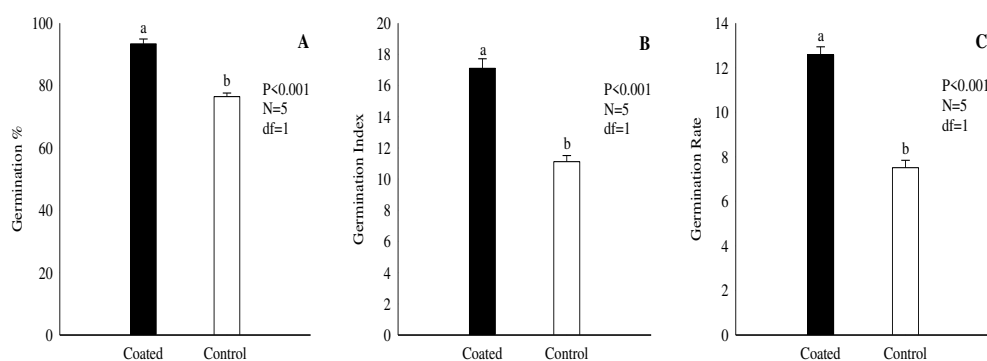 A
Germination %
100
80
60
40
20
0
a
b
P<0.001
N=5
df=1
Coated
Control
B
Germination Index
20
18
16
14
12
10
8
6
4
2
0
a
b
P<0.001
N=5
df=1
Coated
Control
C
Germination Rate
14
12
10
8
6
4
2
0
a
b
P<0.001
N=5
df=1
Coated
Control